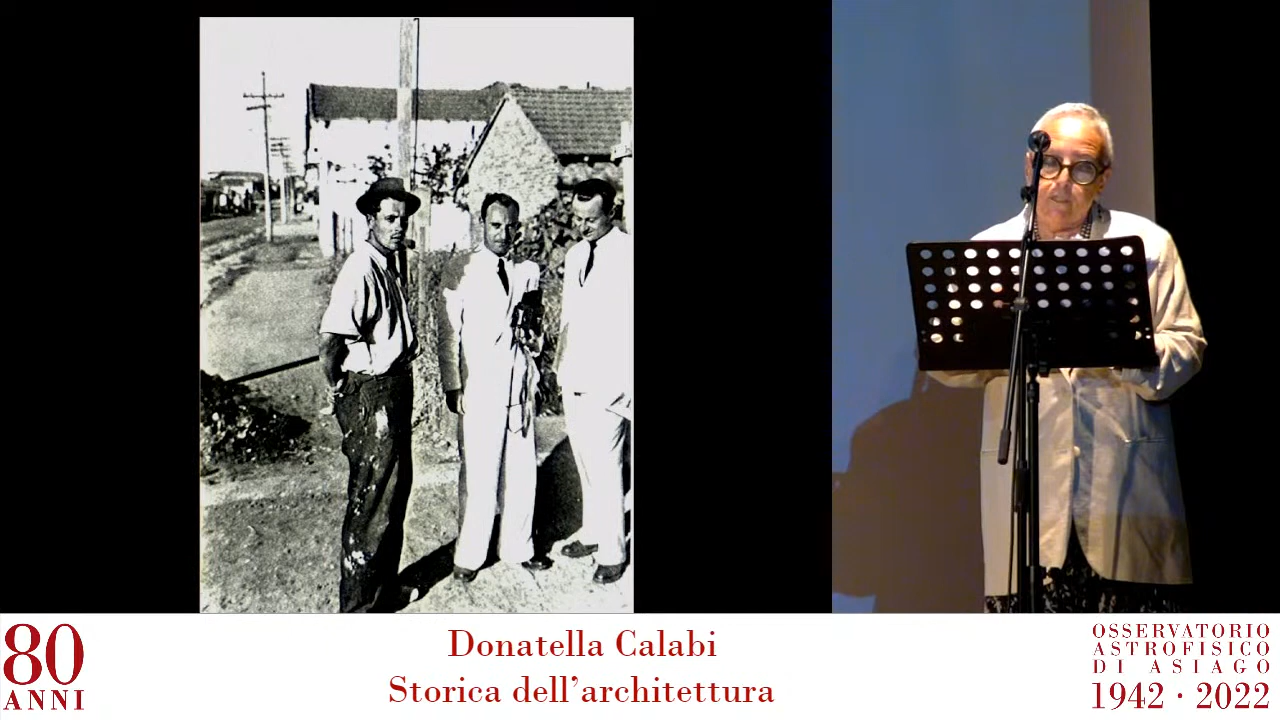 80
ANNI
Donatella Calabi
Storica dell'architettura
OSSERVATORIO
ASTROFISICO
DI ASIAGO
1942 · 2022